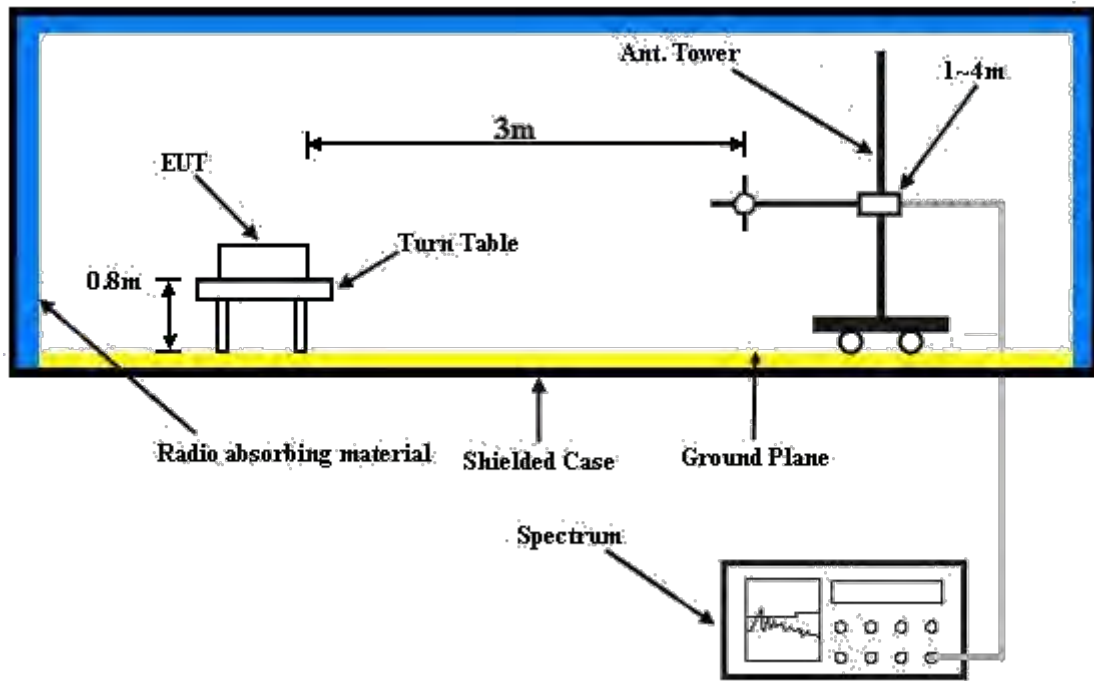 Ant. Tower
1~4m
3m
EUT
Turn Table
0.8m
Radio absorbing material
Shielded Case
Ground Plane
Spectrum